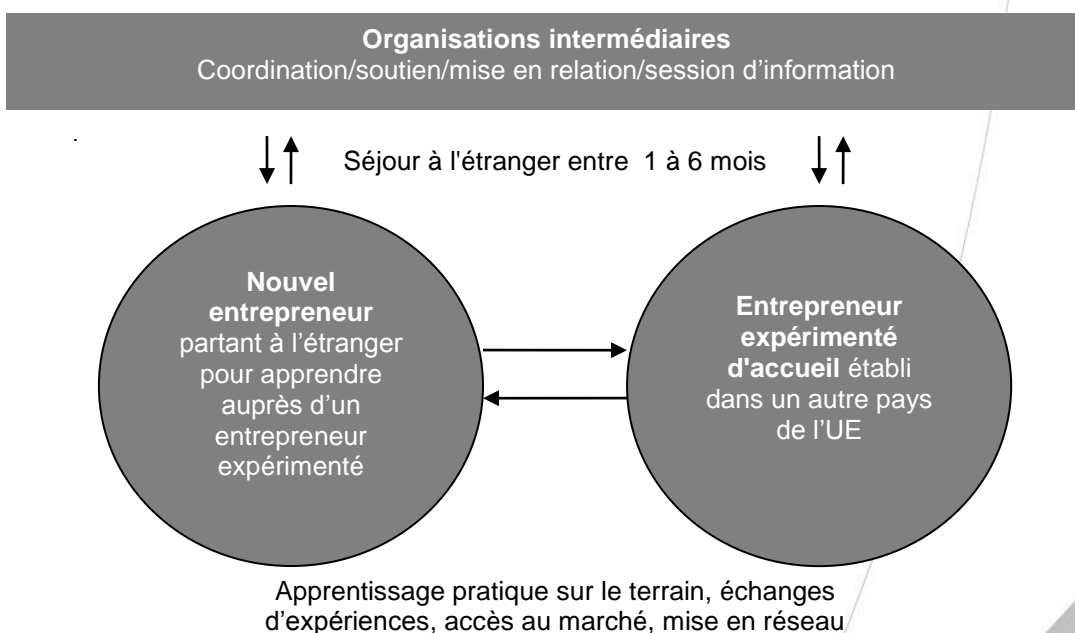 Organisations intermédiaires
Coordination/soutien/mise en relation/session d’information
Séjour à l'étranger entre 1 à 6 mois
Nouvel
entrepreneur
partant à l’étranger
pour apprendre
auprès d’un
entrepreneur
expérimenté
Entrepreneur
expérimenté
d'accueil établi
dans un autre pays
de l’UE
Apprentissage pratique sur le terrain, échanges
d’expériences, accès au marché, mise en réseau